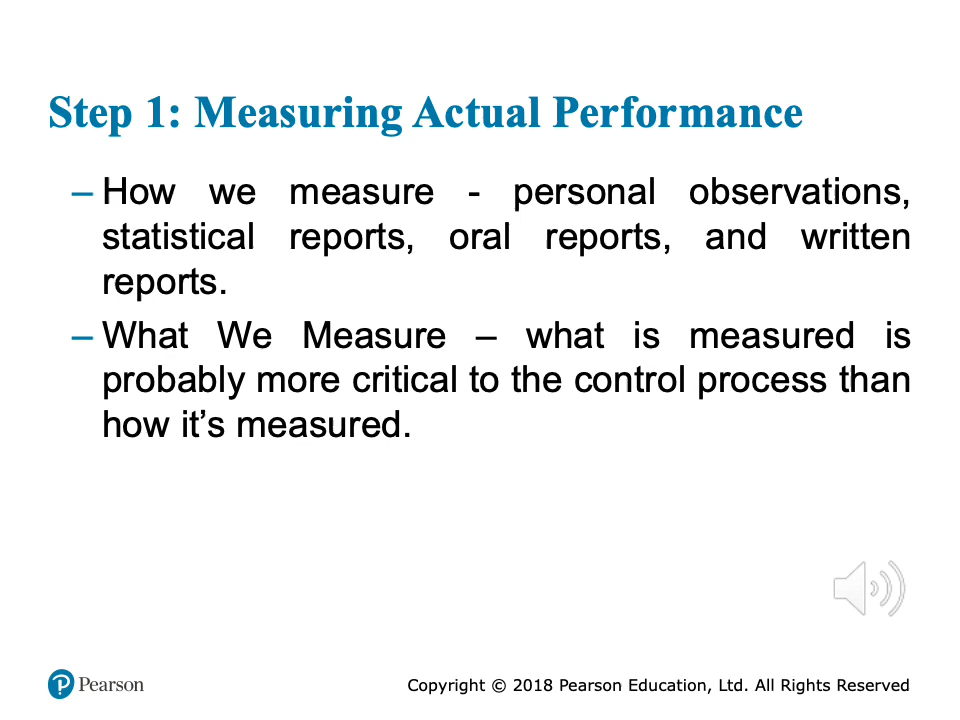 Step 1: Measuring Actual Performance
– How we measure - personal observations,
statistical reports, oral reports, and written
reports.
– What We Measure – what is measured is
probably more critical to the control process than
how it’s measured.
Pearson
Copyright © 2018 Pearson Education, Ltd. All Rights Reserved